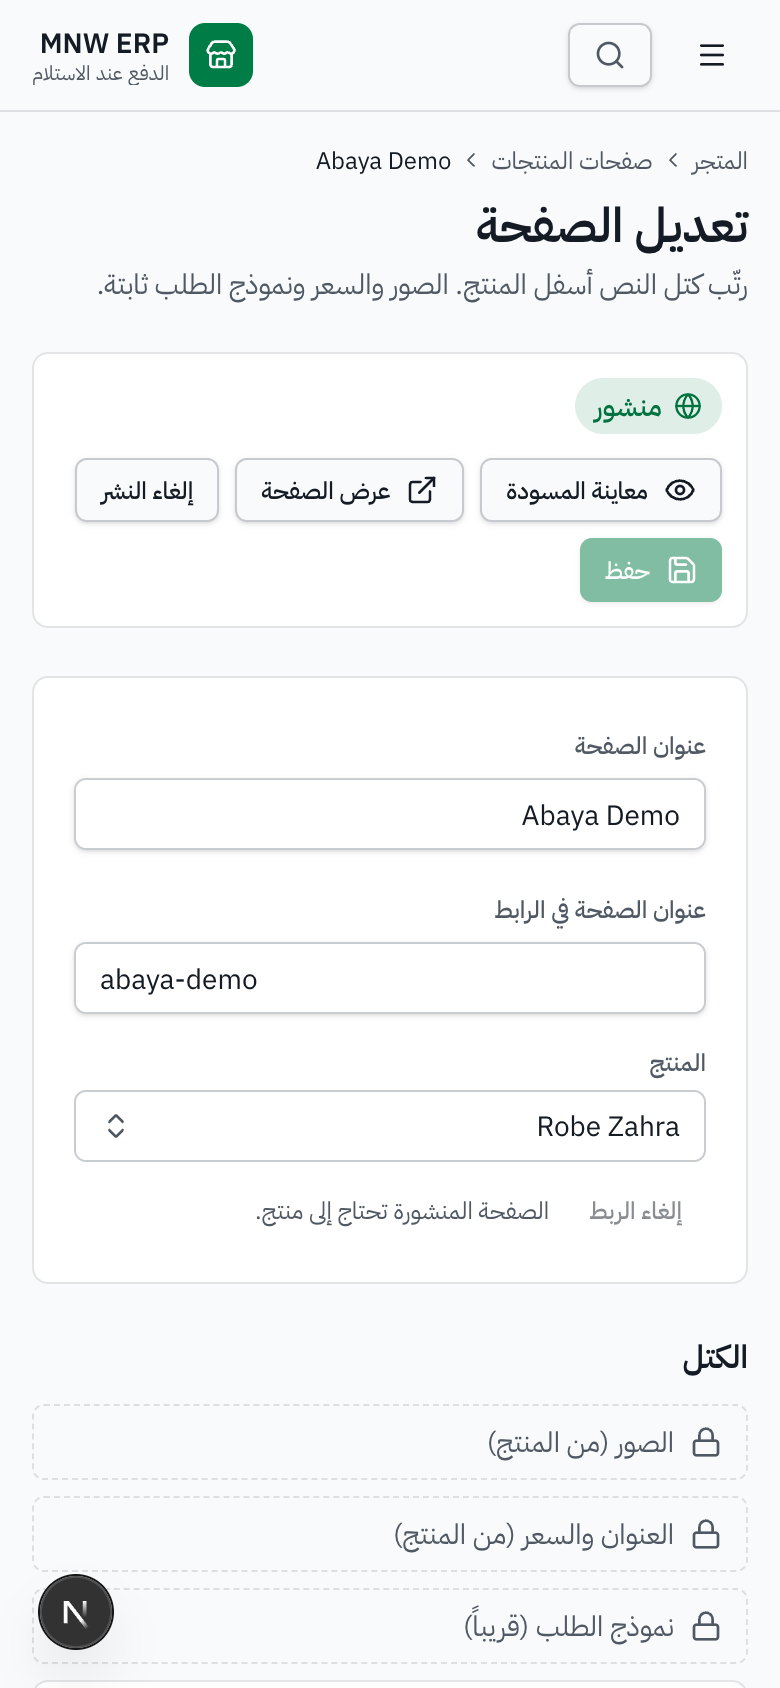 MNW ERP
الدفع عند الاستلام
المتجر › صفحات المنتجات › Abaya Demo
تعديل الصفحة
رتّب كتل النص أسفل المنتج. الصور والسعر ونموذج الطلب ثابتة.
منشور
معاينة المسودة
عرض الصفحة
إلغاء النشر
حفظ
عنوان الصفحة
Abaya Demo
عنوان الصفحة في الرابط
abaya-demo
المنتج
Robe Zahra
إلغاء الربط
الصفحة المنشورة تحتاج إلى منتج.
الكتل
الصور (من المنتج)
العنوان والسعر (من المنتج)
نموذج الطلب (قريباً)
N